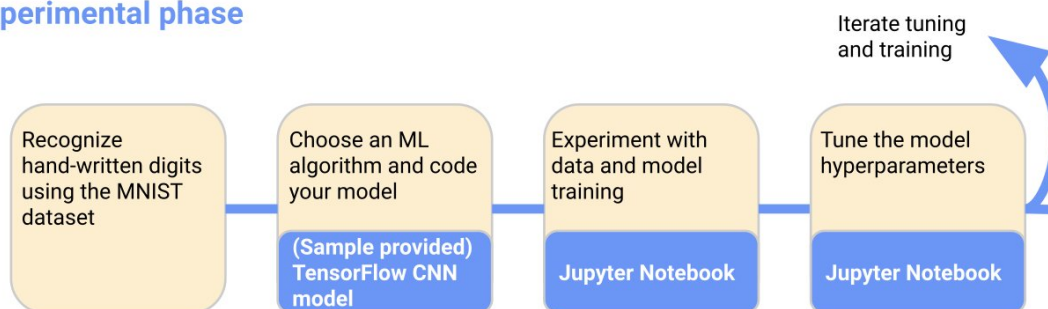 perimental phase
Iterate tuning
and training
Recognize
hand-written digits
using the MNIST
dataset
Choose an ML
algorithm and code
your model
(Sample provided)
TensorFlow CNN
model
Experiment with
data and model
training
Jupyter Notebook
Tune the model
hyperparameters
Jupyter Notebook